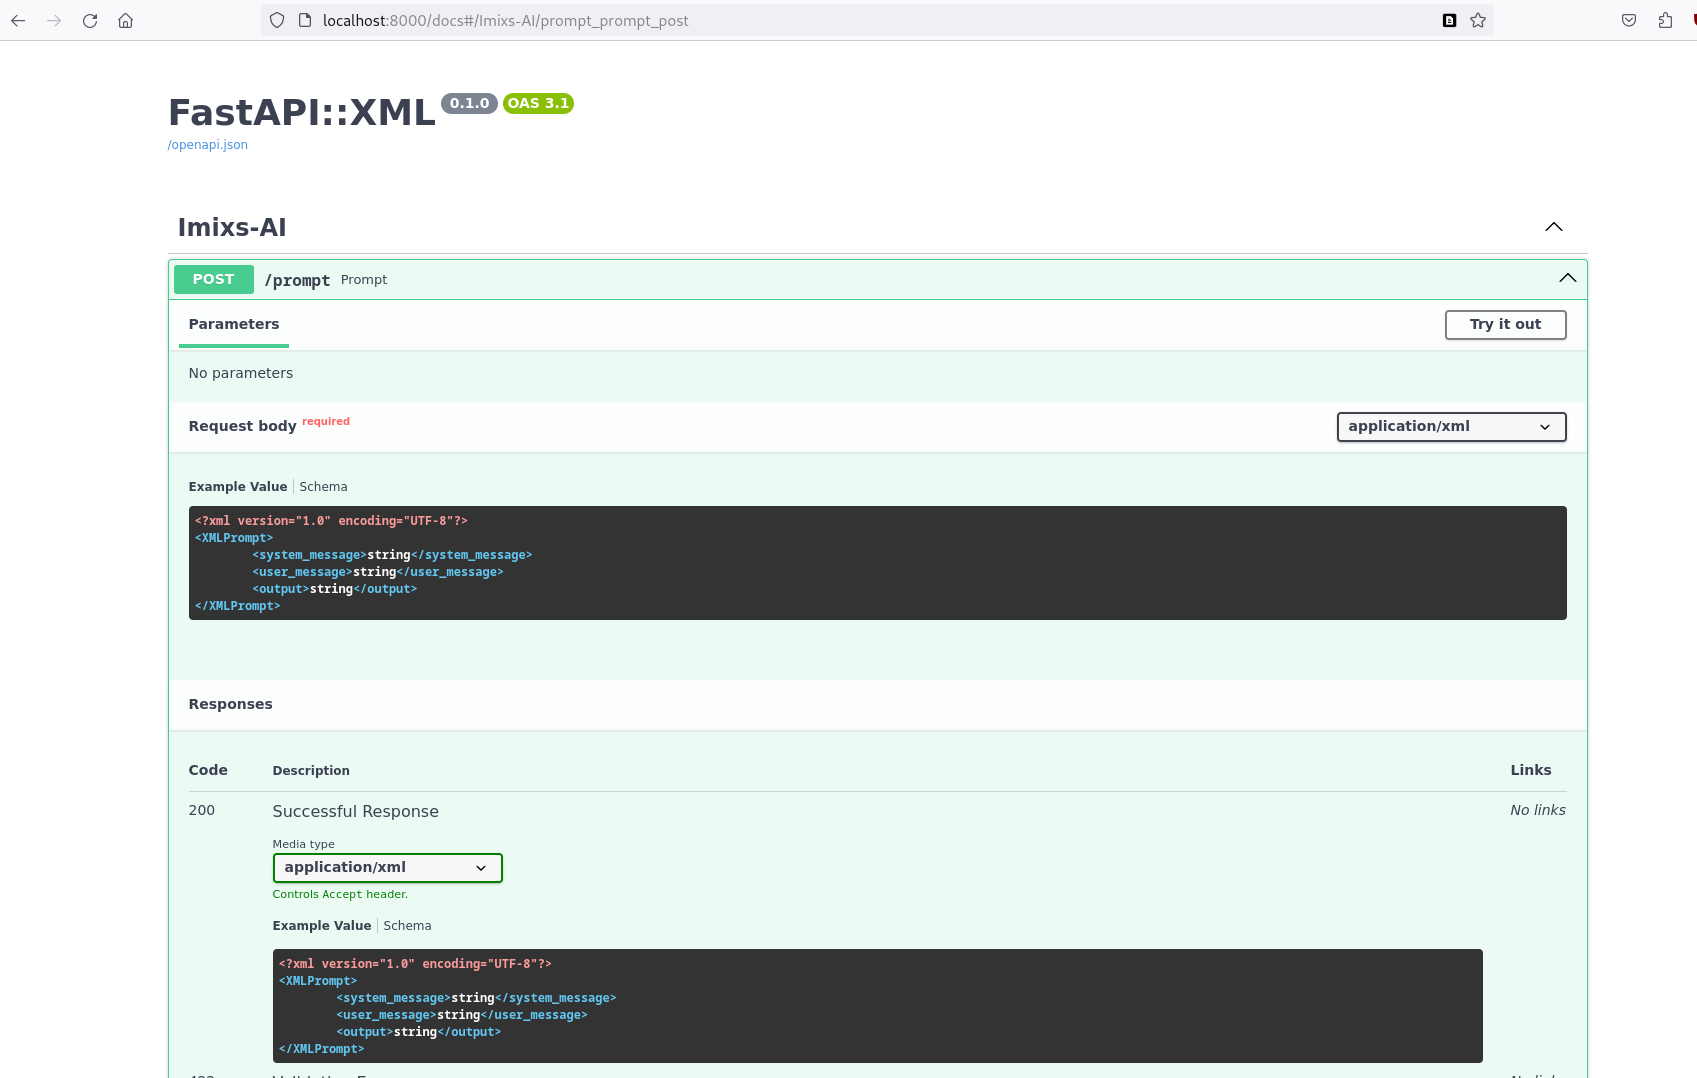 localhost:8000/docs#/Imixs-AI/prompt_prompt_post
FastAPI::XML 0.1.0 OAS 3.1
/openapi.json
Imixs-AI
POST /prompt Prompt
Parameters Try it out
No parameters
Request body required application/xml
Example Value Schema
<?xml version="1.0" encoding="UTF-8"?>
<XMLPrompt>
<system_message>string</system_message>
<user_message>string</user_message>
<output>string</output>
</XMLPrompt>
Responses
Code Description Links
200 Successful Response No links
Media type
application/xml
Controls Accept header.
Example Value Schema
<?xml version="1.0" encoding="UTF-8"?>
<XMLPrompt>
<system_message>string</system_message>
<user_message>string</user_message>
<output>string</output>
</XMLPrompt>